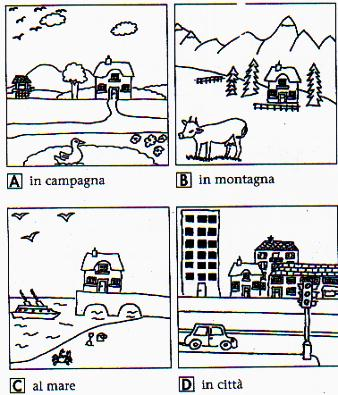 A in campagna
B in montagna
C al mare
D in città